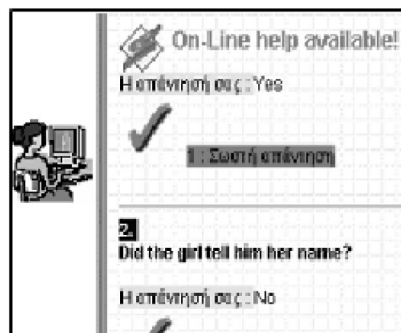 On-Line help available!
Η απάντησή σας : Yes
1 : Σωστή απάντηση
2.
Did the girl tell him her name?
Η απάντησή σας : No